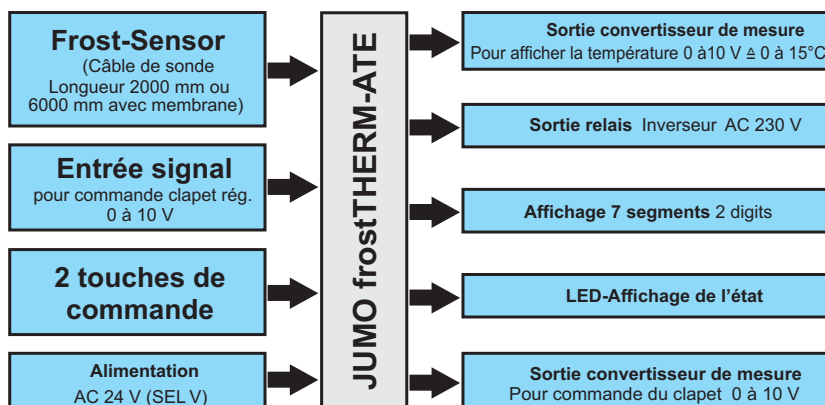 Frost-Sensor
(Câble de sonde
Longueur 2000 mm ou
6000 mm avec membrane)
Entrée signal
pour commande clapet rég.
0 à 10 V
2 touches de
commande
Alimentation
AC 24 V (SEL V)
JUMO frostTHERM-ATE
Sortie convertisseur de mesure
Pour afficher la température 0 à10 V ≙ 0 à 15°C
Sortie relais Inverseur AC 230 V
Affichage 7 segments 2 digits
LED-Affichage de l’état
Sortie convertisseur de mesure
Pour commande du clapet 0 à 10 V